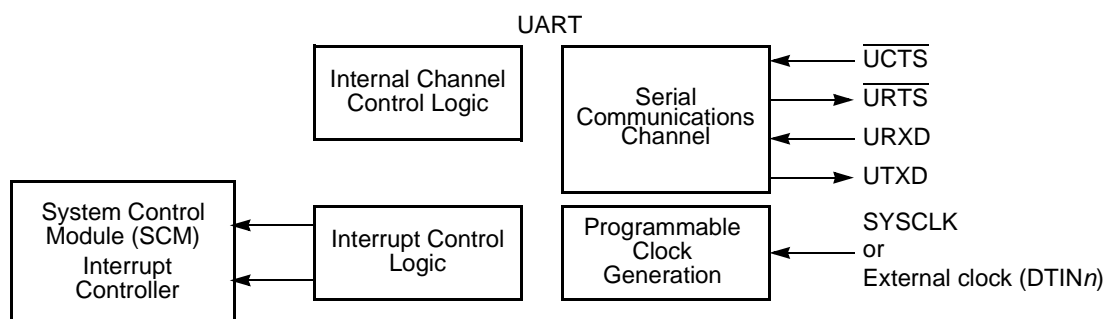 UART
Internal Channel
Control Logic
Serial
Communications
Channel
UCTS
URTS
URXD
UTXD
System Control
Module (SCM)
Interrupt
Controller
Interrupt Control
Logic
Programmable
Clock
Generation
SYSCLK
or
External clock (DTINn)